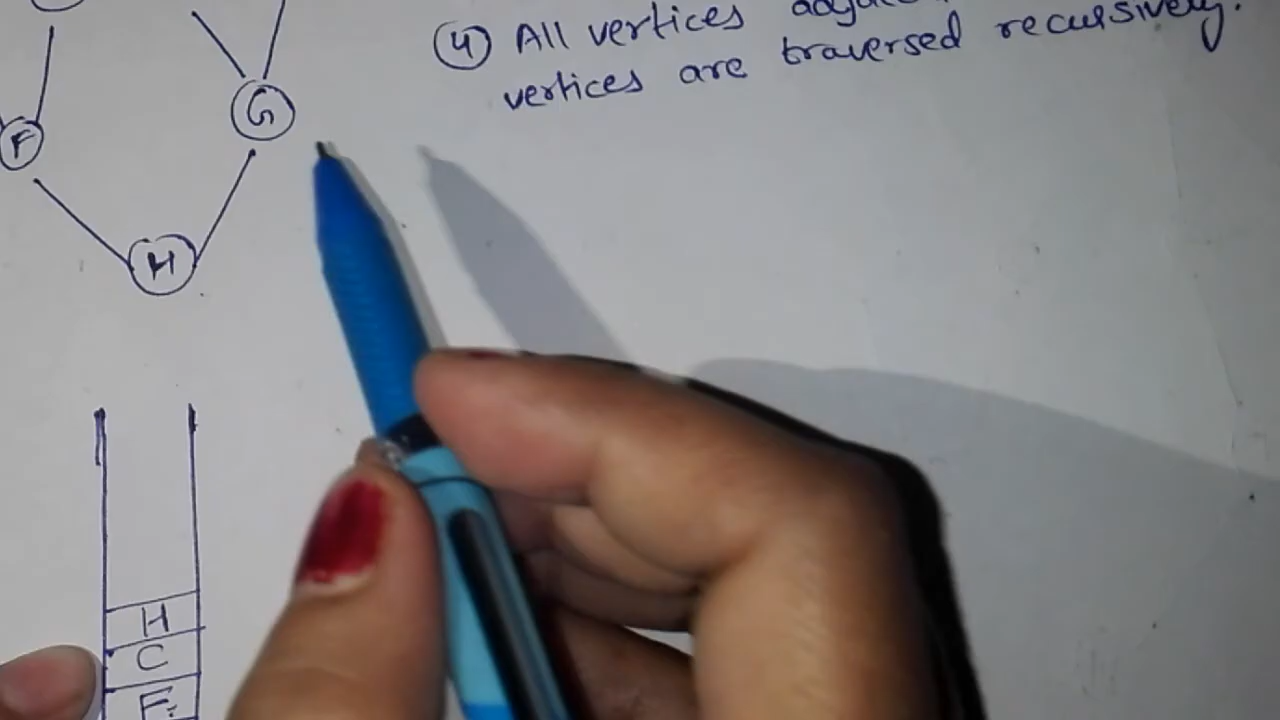 ④ All vertices
vertices are traversed recursively.
G
F
H
H
C
F